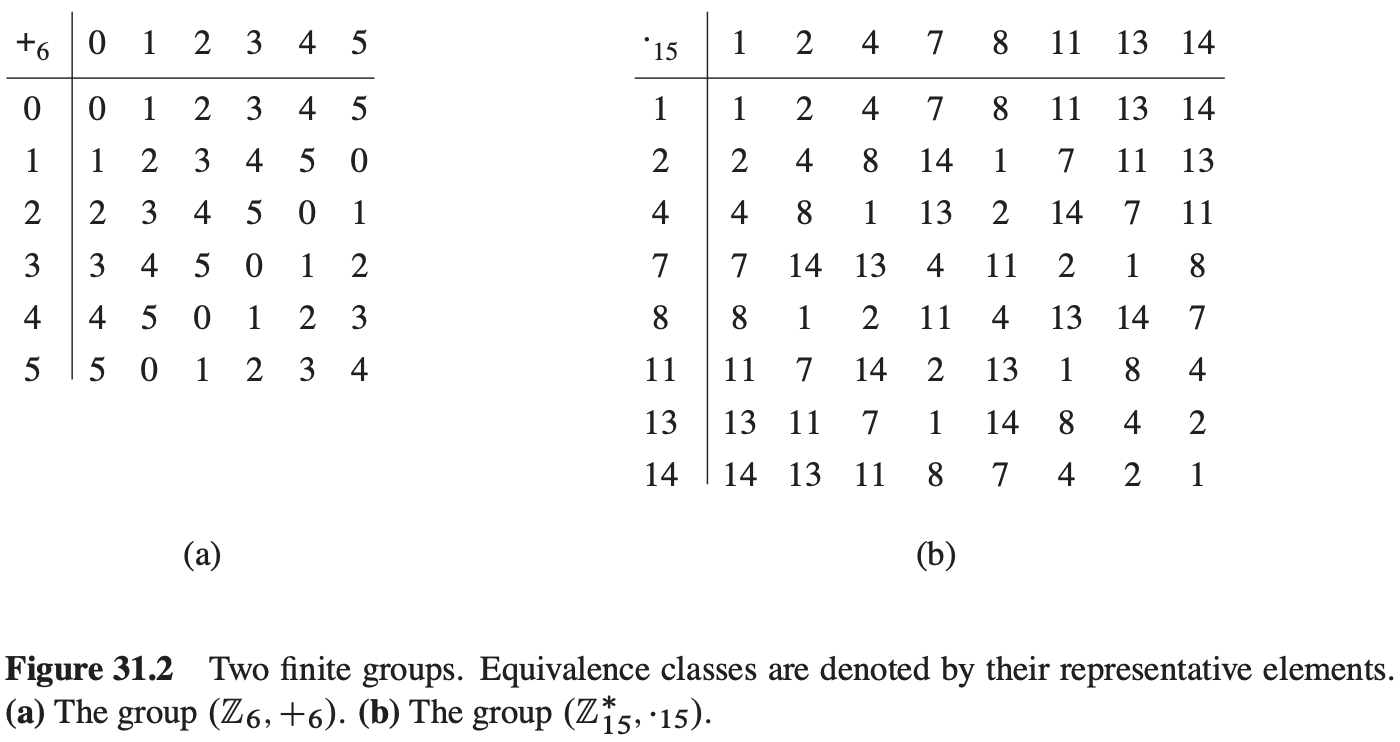 +6 0 1 2 3 4 5
0 0 1 2 3 4 5
1 1 2 3 4 5 0
2 2 3 4 5 0 1
3 3 4 5 0 1 2
4 4 5 0 1 2 3
5 5 0 1 2 3 4
(a)
·15 1 2 4 7 8 11 13 14
1 1 2 4 7 8 11 13 14
2 2 4 8 14 1 7 11 13
4 4 8 1 13 2 14 7 11
7 7 14 13 4 11 2 1 8
8 8 1 2 11 4 13 14 7
11 11 7 14 2 13 1 8 4
13 13 11 7 1 14 8 4 2
14 14 13 11 8 7 4 2 1
(b)
Figure 31.2 Two finite groups. Equivalence classes are denoted by their representative elements.
(a) The group (ℤ6, +6). (b) The group (ℤ*15, ·15).